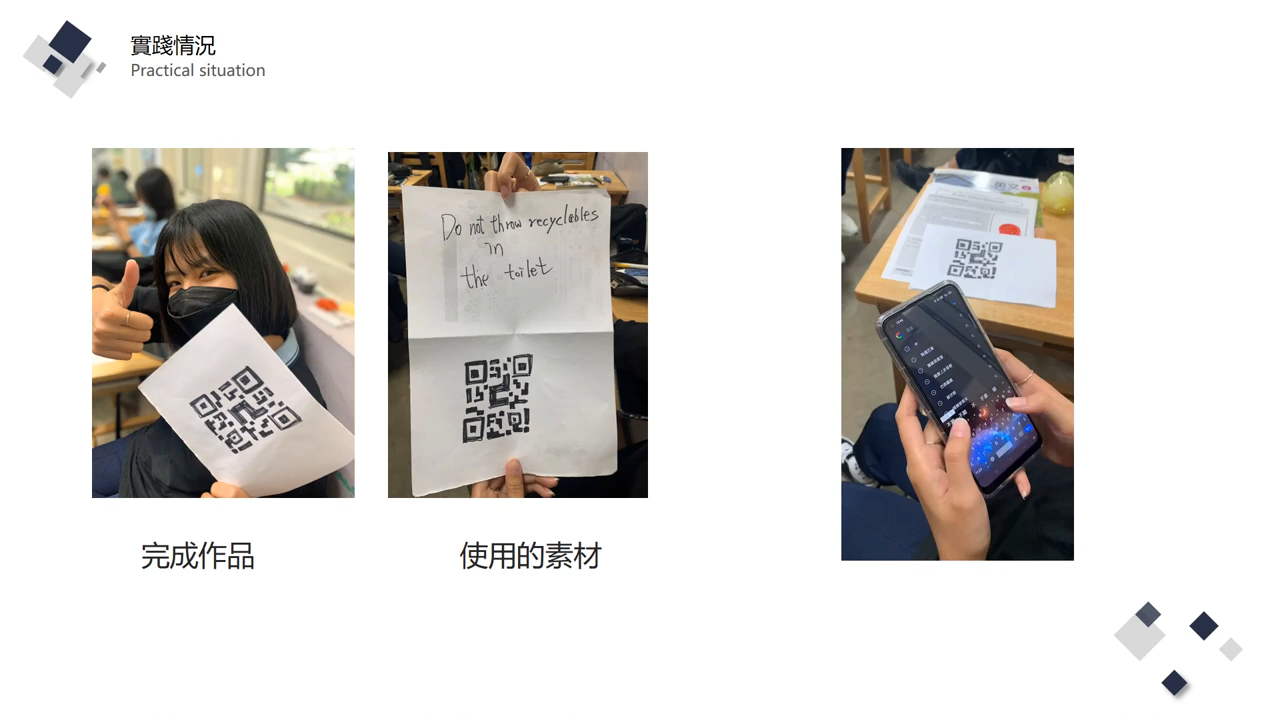 實踐情況
Practical situation
Do not throw recyclables
in
the toilet
完成作品
使用的素材